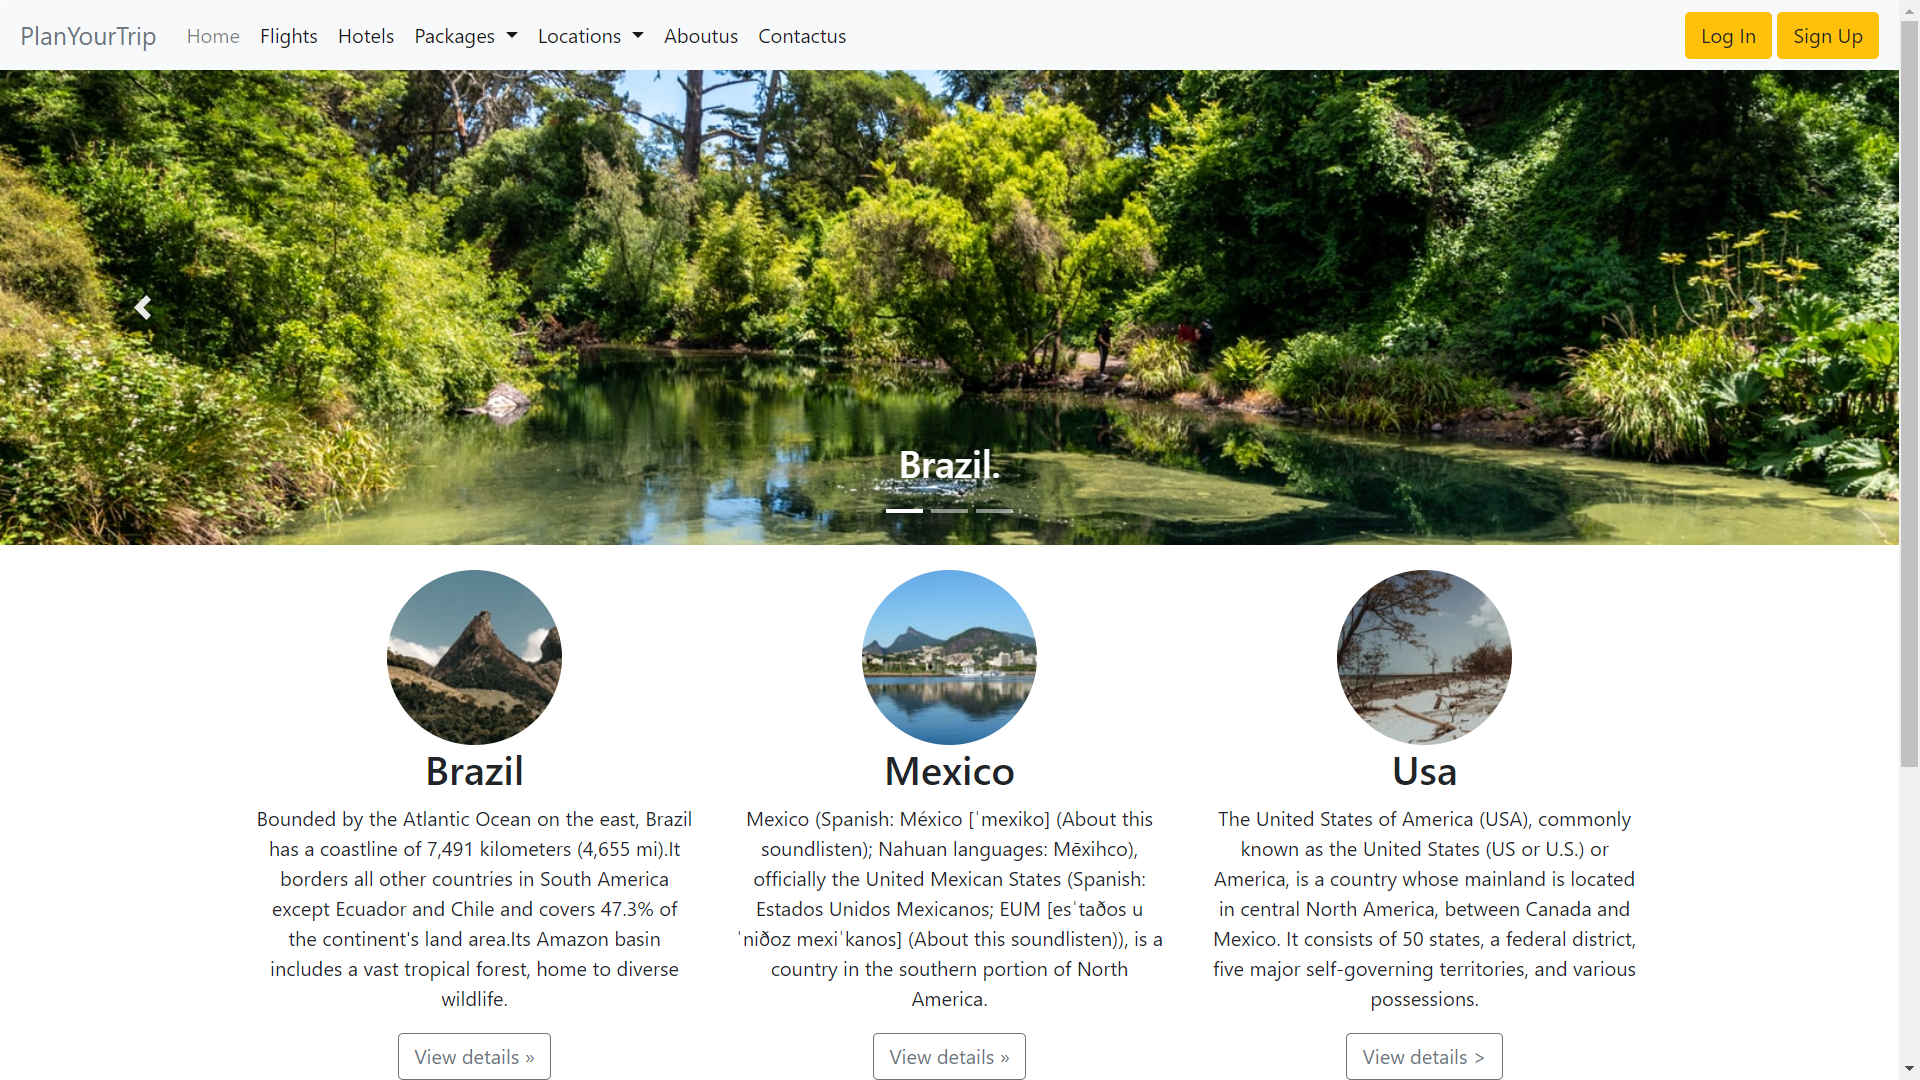 PlanYourTrip Home Flights Hotels Packages Locations Aboutus Contactus Log In Sign Up
Brazil.
Brazil
Bounded by the Atlantic Ocean on the east, Brazil
has a coastline of 7,491 kilometers (4,655 mi).It
borders all other countries in South America
except Ecuador and Chile and covers 47.3% of
the continent's land area.Its Amazon basin
includes a vast tropical forest, home to diverse
wildlife.
View details »
Mexico
Mexico (Spanish: México [ˈmexiko] (About this
soundlisten); Nahuan languages: Mēxihco),
officially the United Mexican States (Spanish:
Estados Unidos Mexicanos; EUM [esˈtaðos u
ˈniðoz mexiˈkanos] (About this soundlisten)), is a
country in the southern portion of North
America.
View details »
Usa
The United States of America (USA), commonly
known as the United States (US or U.S.) or
America, is a country whose mainland is located
in central North America, between Canada and
Mexico. It consists of 50 states, a federal district,
five major self-governing territories, and various
possessions.
View details >